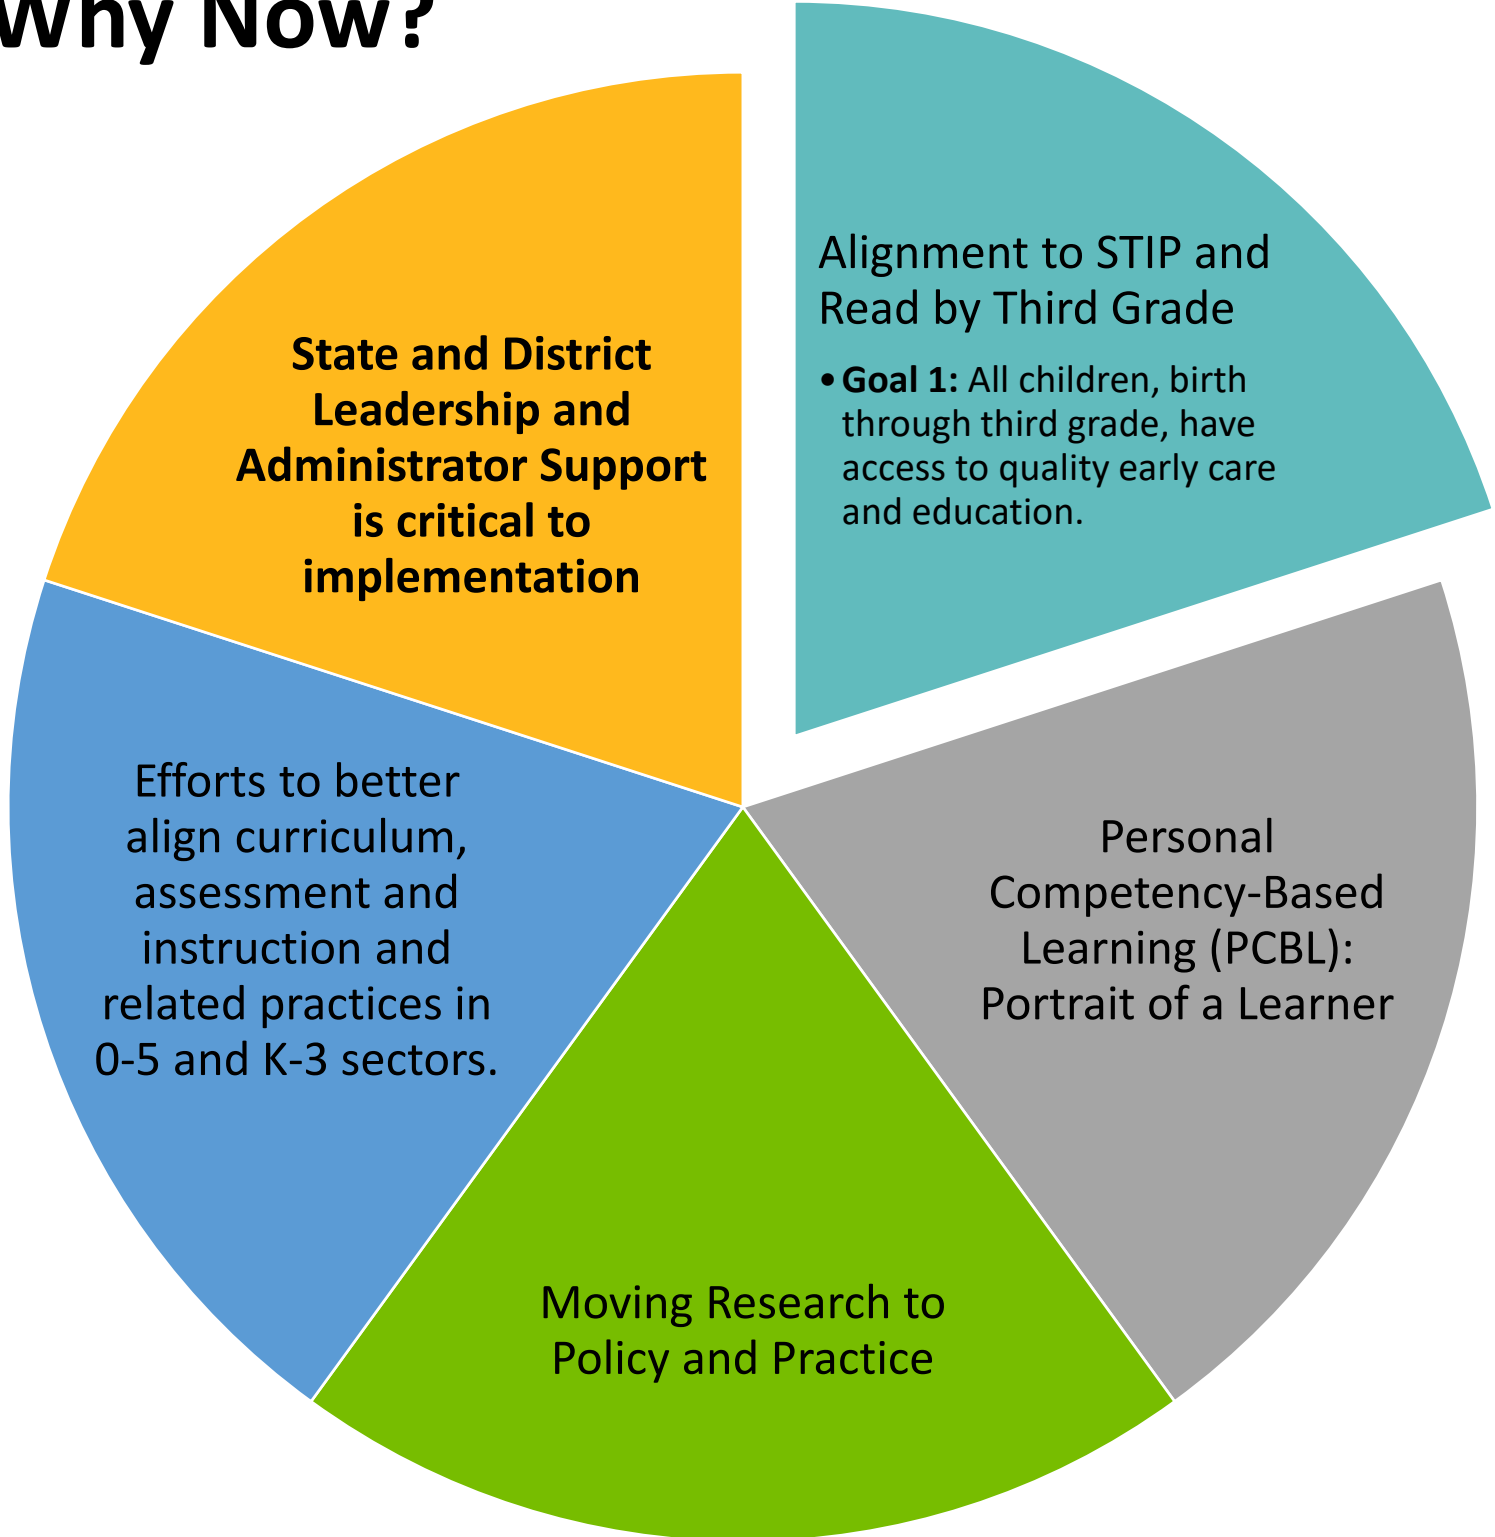 Why Now?
Alignment to STIP and
Read by Third Grade
• Goal 1: All children, birth
through third grade, have
access to quality early care
and education.
Personal
Competency-Based
Learning (PCBL):
Portrait of a Learner
Moving Research to
Policy and Practice
Efforts to better
align curriculum,
assessment and
instruction and
related practices in
0-5 and K-3 sectors.
State and District
Leadership and
Administrator Support
is critical to
implementation